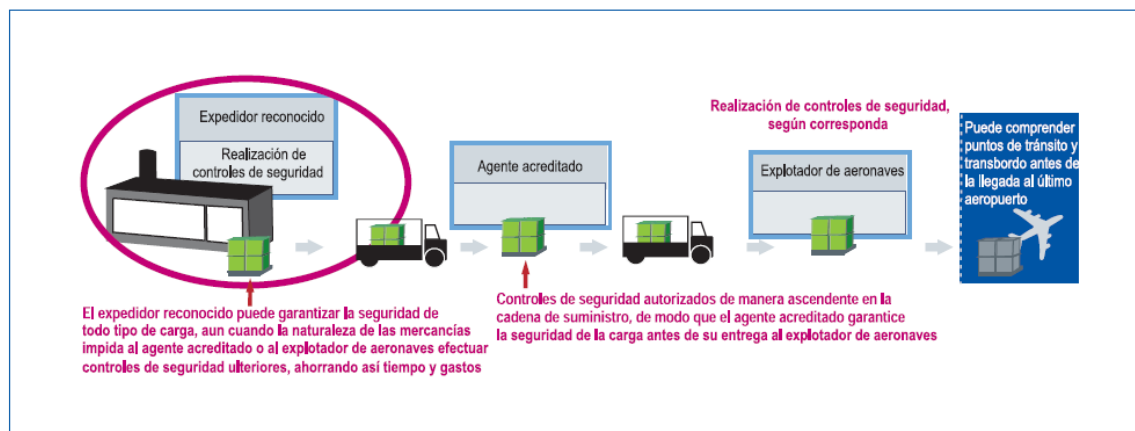 Expedidor reconocido
Realización de
controles de seguridad
El expedidor reconocido puede garantizar la seguridad de
todo tipo de carga, aun cuando la naturaleza de las mercancías
impida al agente acreditado o al explotador de aeronaves efectuar
controles de seguridad ulteriores, ahorrando así tiempo y gastos
Agente acreditado
Controles de seguridad autorizados de manera ascendente en la
cadena de suministro, de modo que el agente acreditado garantice
la seguridad de la carga antes de su entrega al explotador de aeronaves
Realización de controles de seguridad,
según corresponda
Explotador de aeronaves
Puede comprender
puntos de tránsito y
transbordo antes de
la llegada al último
aeropuerto